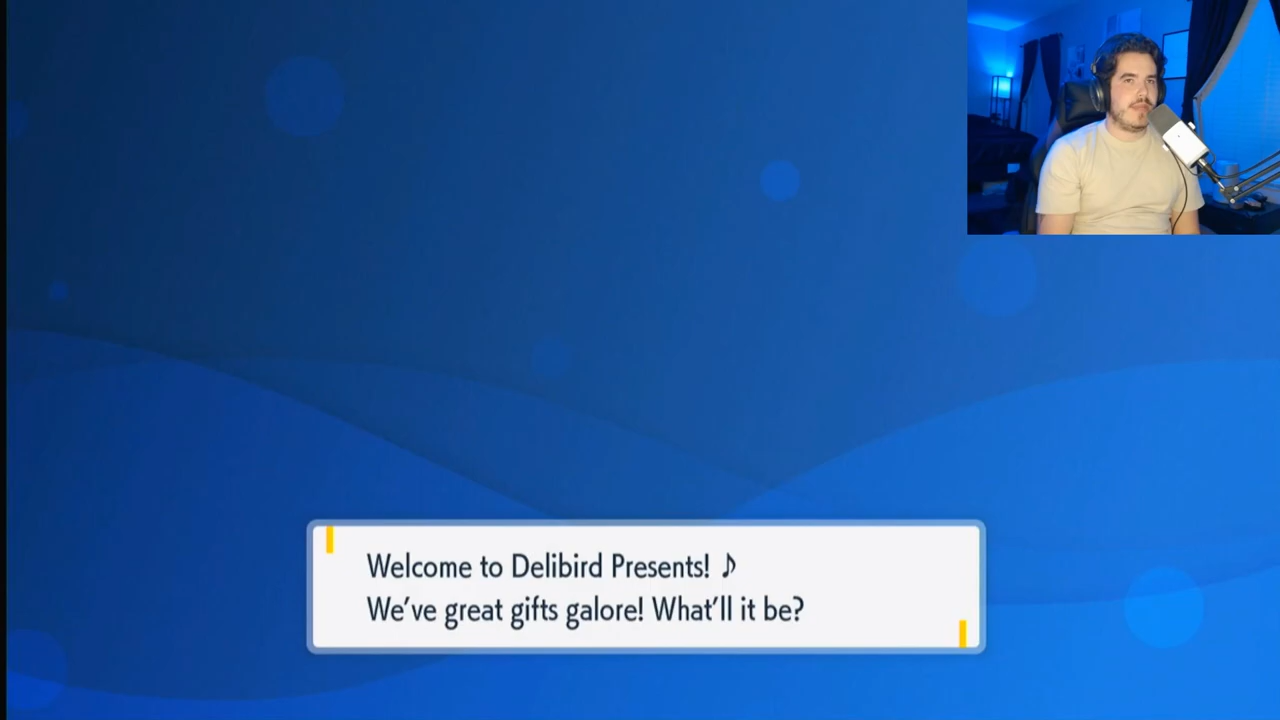 Welcome to Delibird Presents! ♪
We've great gifts galore! What'll it be?